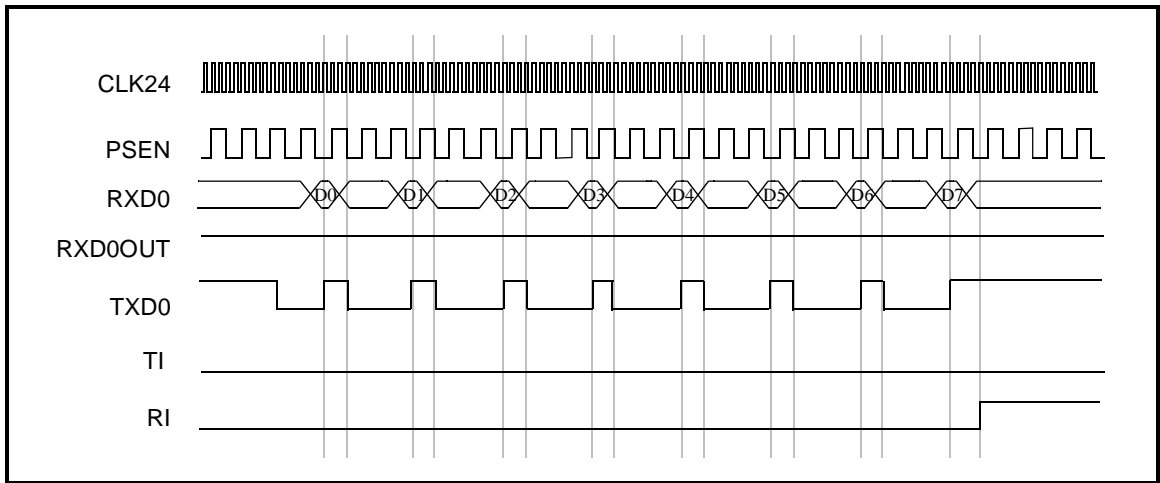 CLK24
PSEN
RXD0
D0 D1 D2 D3 D4 D5 D6 D7
RXD0OUT
TXD0
TI
RI